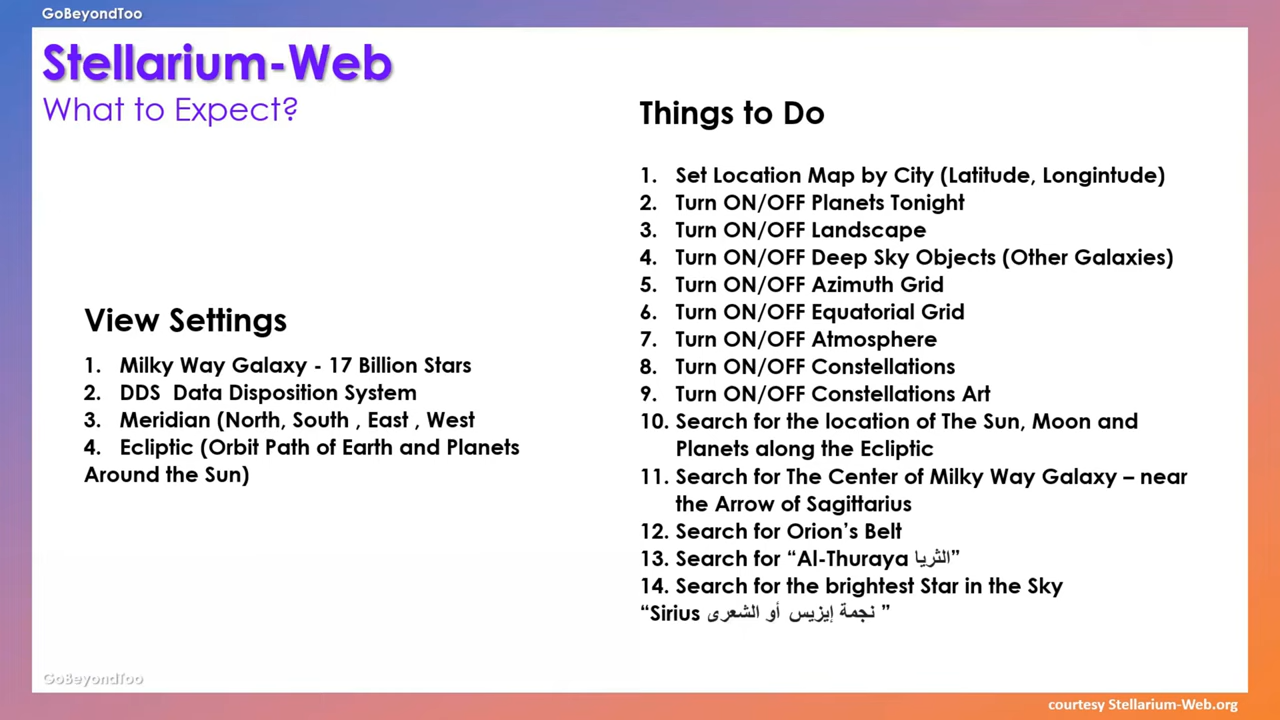 GoBeyondToo
Stellarium-Web
What to Expect?
View Settings
1. Milky Way Galaxy - 17 Billion Stars
2. DDS Data Disposition System
3. Meridian (North, South , East , West
4. Ecliptic (Orbit Path of Earth and Planets
Around the Sun)
Things to Do
1. Set Location Map by City (Latitude, Longintude)
2. Turn ON/OFF Planets Tonight
3. Turn ON/OFF Landscape
4. Turn ON/OFF Deep Sky Objects (Other Galaxies)
5. Turn ON/OFF Azimuth Grid
6. Turn ON/OFF Equatorial Grid
7. Turn ON/OFF Atmosphere
8. Turn ON/OFF Constellations
9. Turn ON/OFF Constellations Art
10. Search for the location of The Sun, Moon and
Planets along the Ecliptic
11. Search for The Center of Milky Way Galaxy – near
the Arrow of Sagittarius
12. Search for Orion’s Belt
13. Search for “Al-Thuraya الثريا”
14. Search for the brightest Star in the Sky
“Sirius نجمة إيزيس أو الشعرى ”
GoBeyondToo
courtesy Stellarium-Web.org